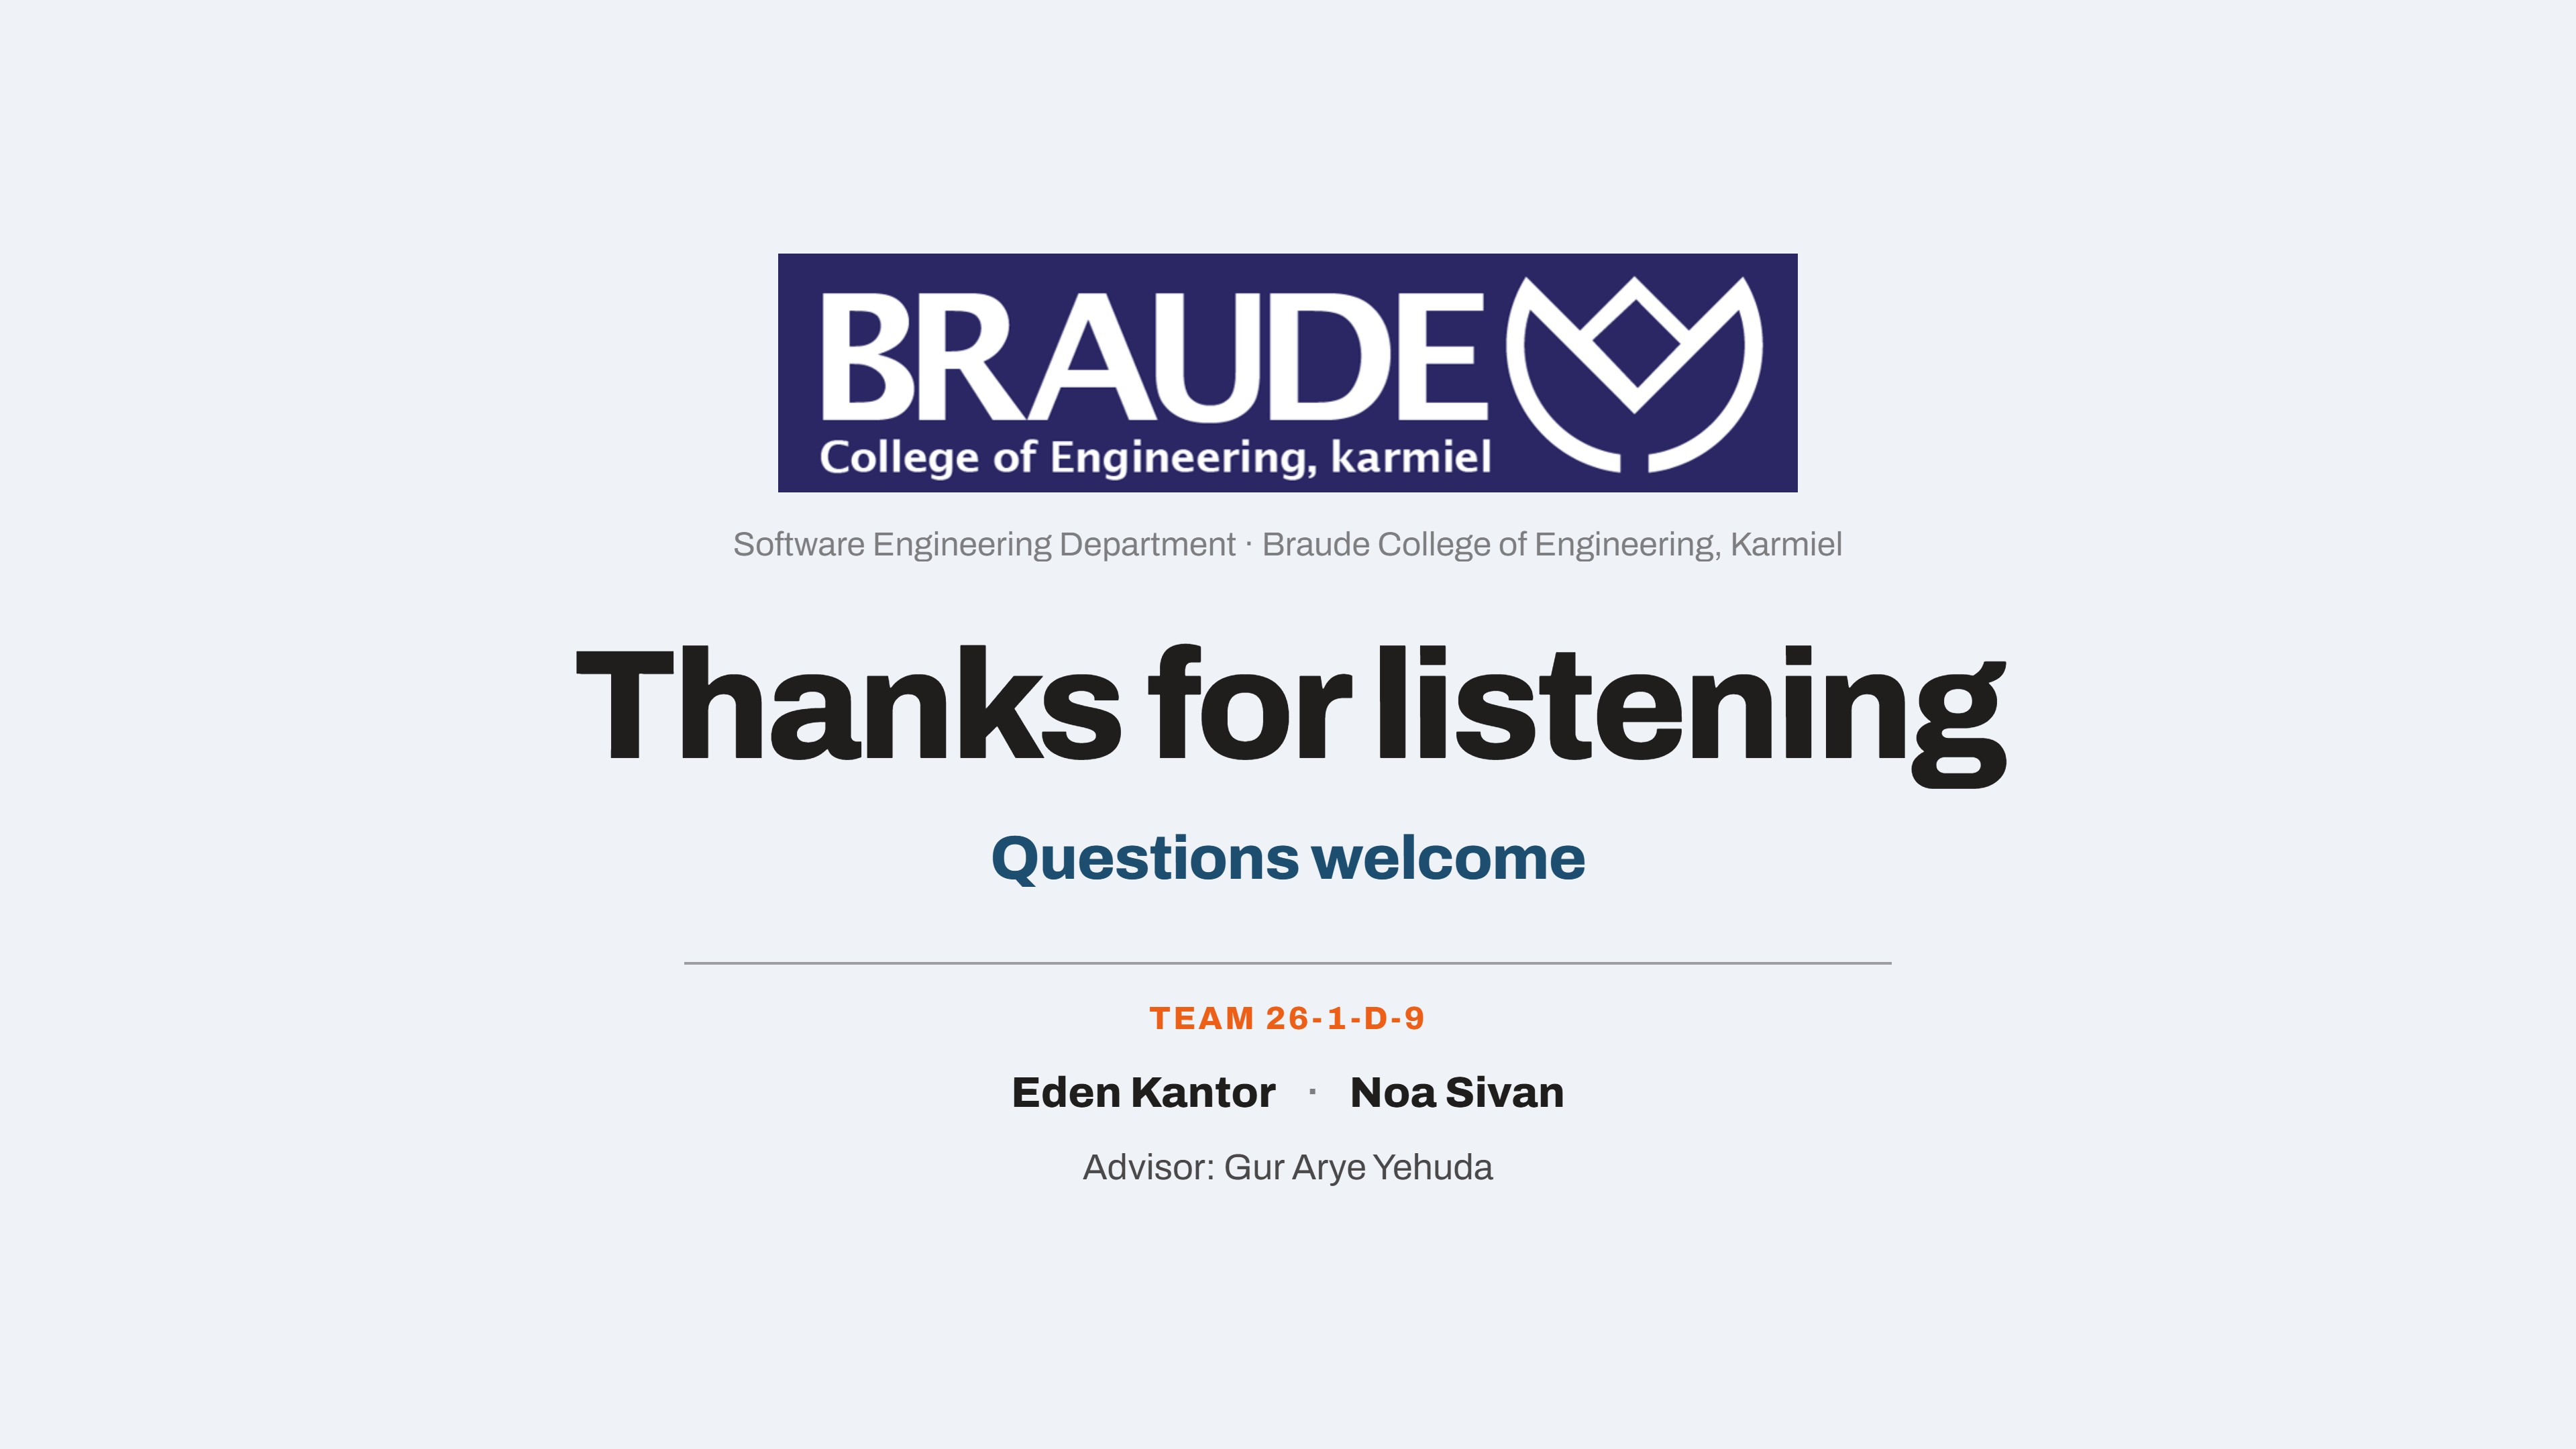 BRAUDE
College of Engineering, karmiel
Software Engineering Department · Braude College of Engineering, Karmiel
Thanks for listening
Questions welcome
TEAM 26-1-D-9
Eden Kantor · Noa Sivan
Advisor: Gur Arye Yehuda